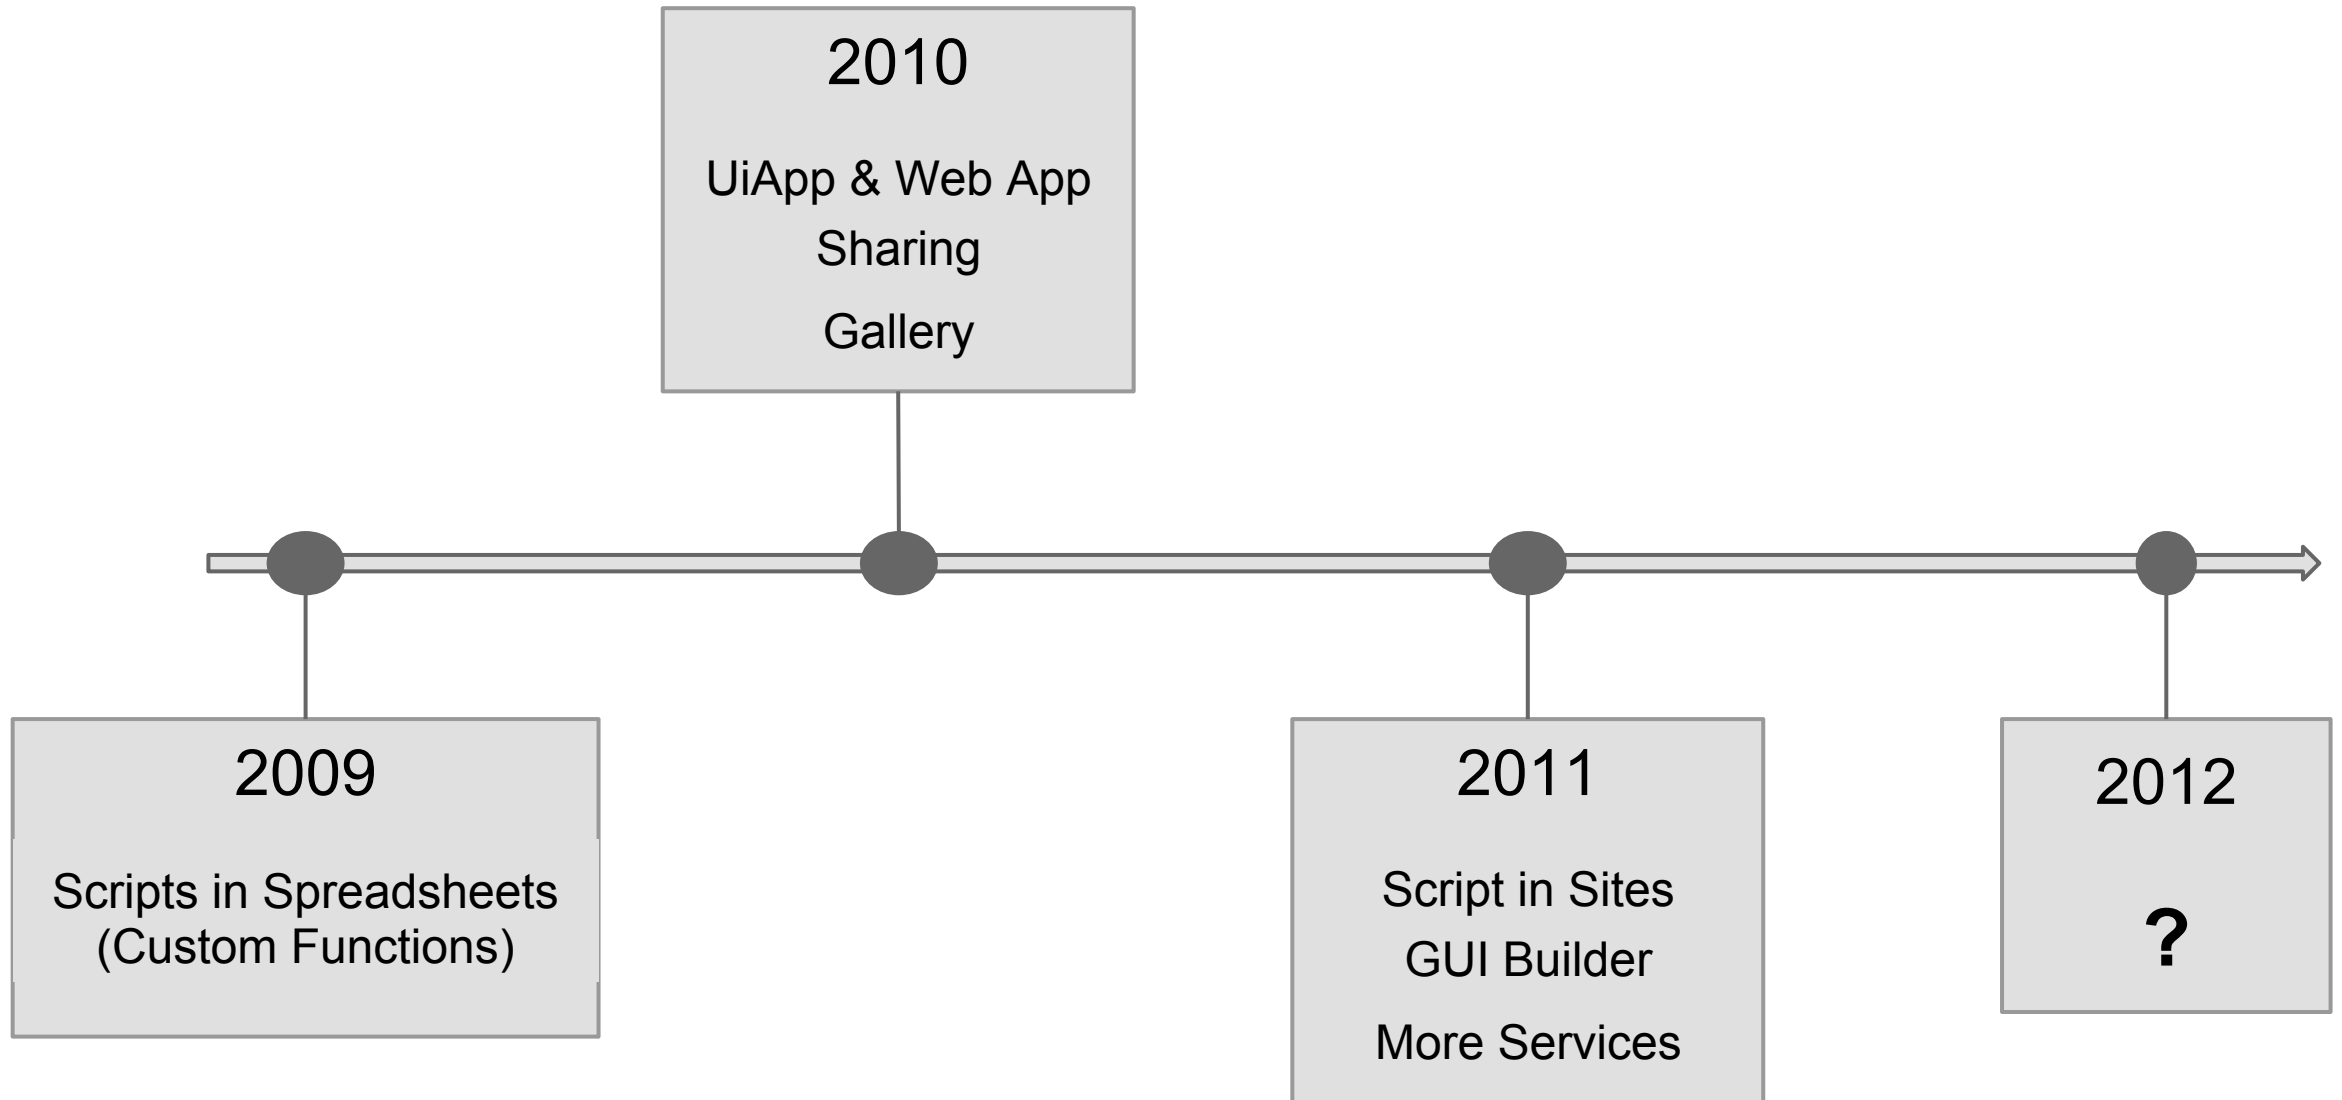 2010
UiApp & Web App
Sharing
Gallery
2009
Scripts in Spreadsheets
(Custom Functions)
2011
Script in Sites
GUI Builder
More Services
2012
?